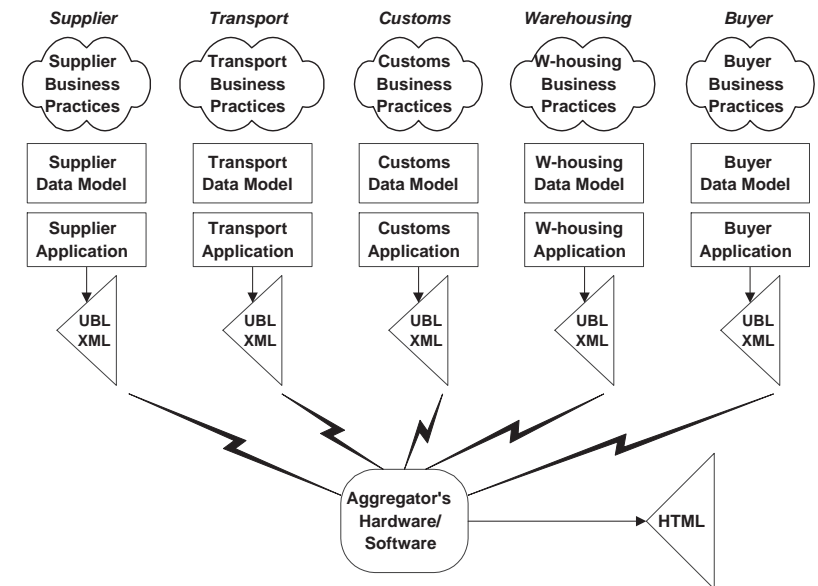 Supplier Transport Customs Warehousing Buyer
Supplier
Business
Practices
Transport
Business
Practices
Customs
Business
Practices
W-housing
Business
Practices
Buyer
Business
Practices
Supplier
Data Model
Transport
Data Model
Customs
Data Model
W-housing
Data Model
Buyer
Data Model
Supplier
Application
Transport
Application
Customs
Application
W-housing
Application
Buyer
Application
UBL
XML
UBL
XML
UBL
XML
UBL
XML
UBL
XML
Aggregator's
Hardware/
Software
HTML